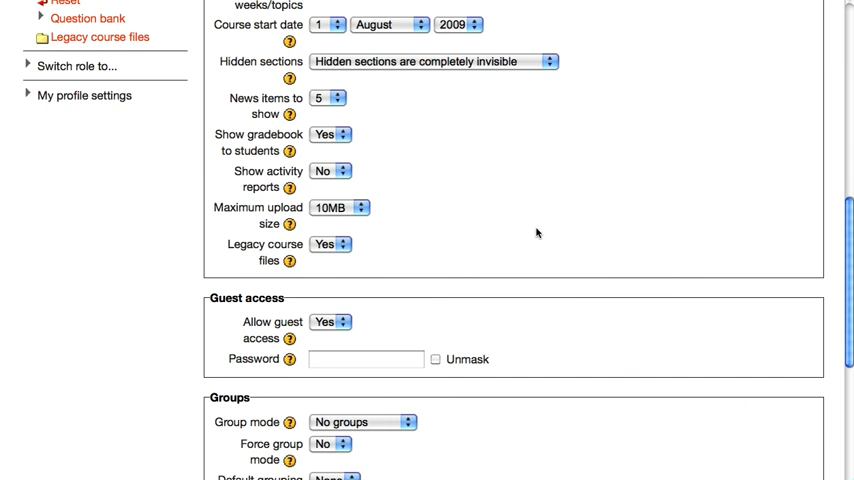 Reset
Question bank
Legacy course files
Switch role to...
My profile settings
weeks/topics
Course start date 1 August 2009
Hidden sections Hidden sections are completely invisible
News items to show 5
Show gradebook to students Yes
Show activity reports No
Maximum upload size 10MB
Legacy course files Yes
Guest access
Allow guest access Yes
Password Unmask
Groups
Group mode No groups
Force group mode No
Default grouping None